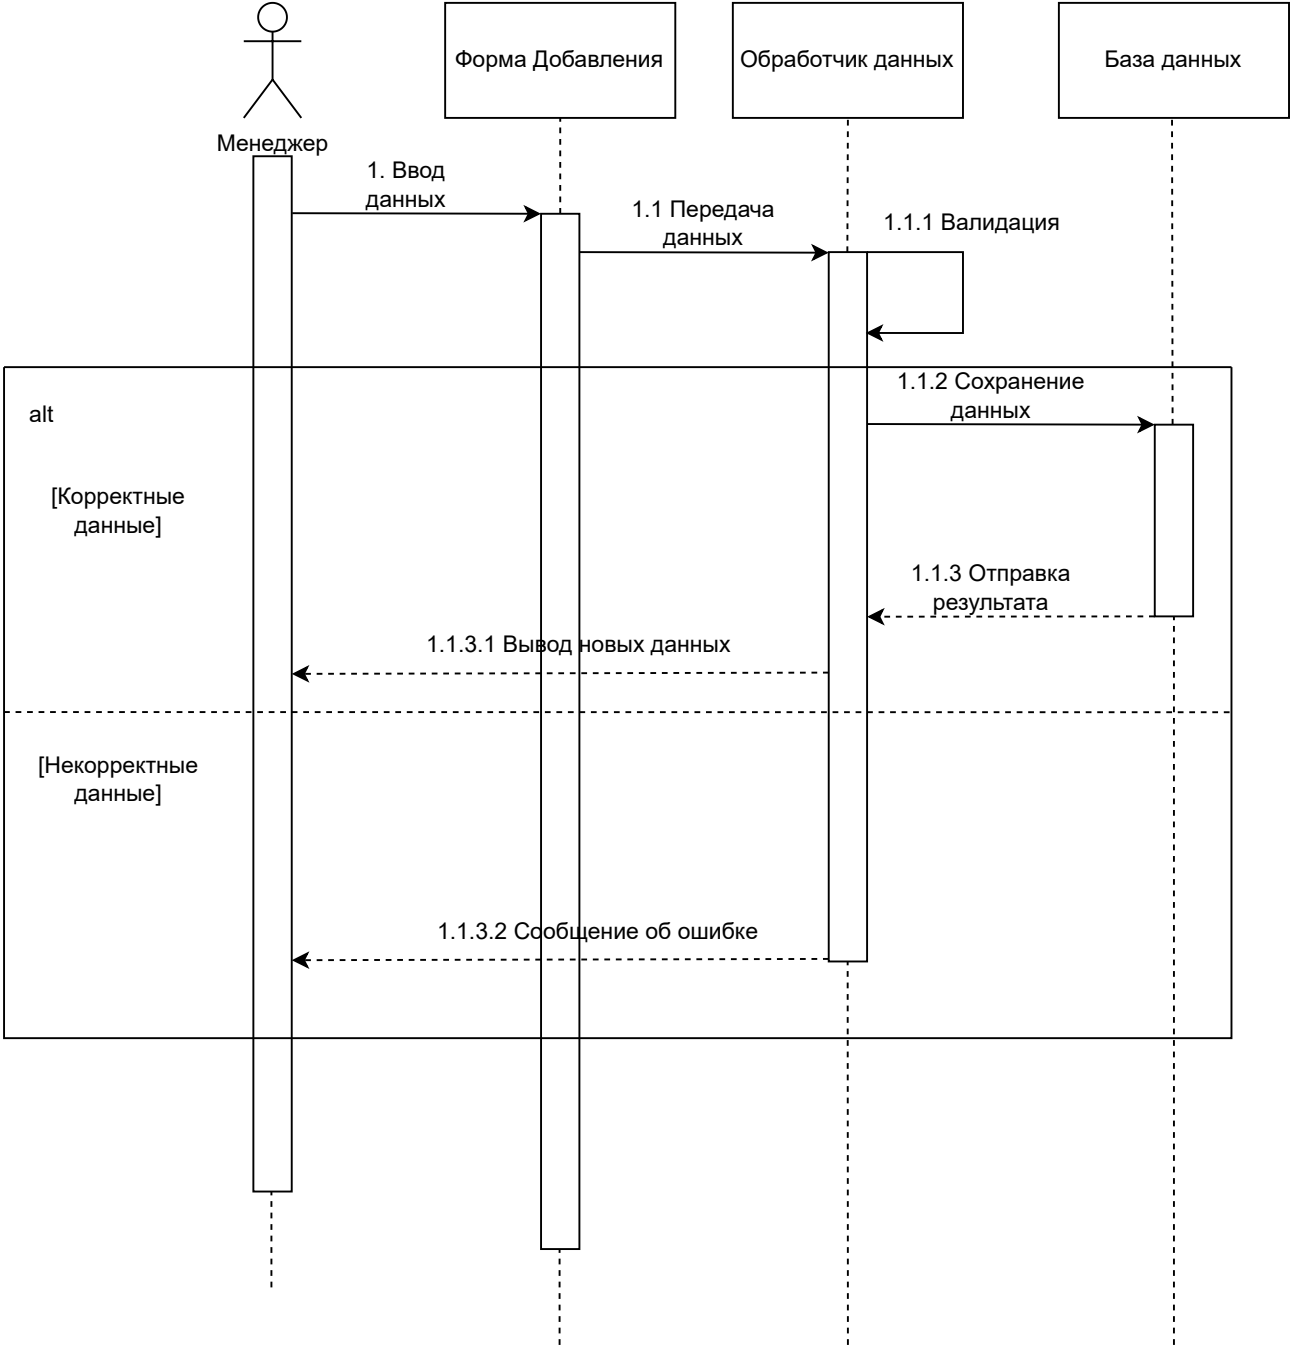 Форма Добавления
Обработчик данных
База данных
Менеджер
1. Ввод
данных
1.1 Передача
данных
1.1.1 Валидация
alt
1.1.2 Сохранение
данных
[Корректные
данные]
1.1.3 Отправка
результата
1.1.3.1 Вывод новых данных
[Некорректные
данные]
1.1.3.2 Сообщение об ошибке